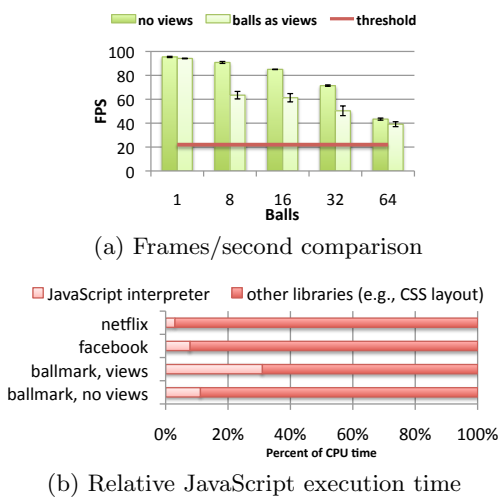 no views balls as views threshold
100
80
60
40
20
0
FPS
1 8 16 32 64
Balls
(a) Frames/second comparison
JavaScript interpreter other libraries (e.g., CSS layout)
netflix
facebook
ballmark, views
ballmark, no views
0% 20% 40% 60% 80% 100%
Percent of CPU time
(b) Relative JavaScript execution time